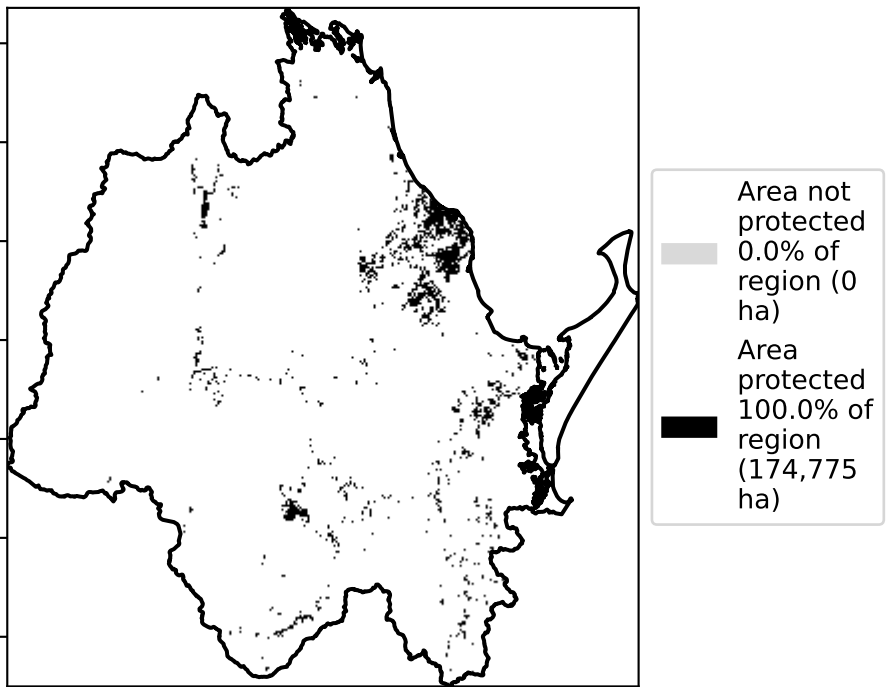 Area not
protected
0.0% of
region (0
ha)
Area
protected
100.0% of
region
(174,775
ha)